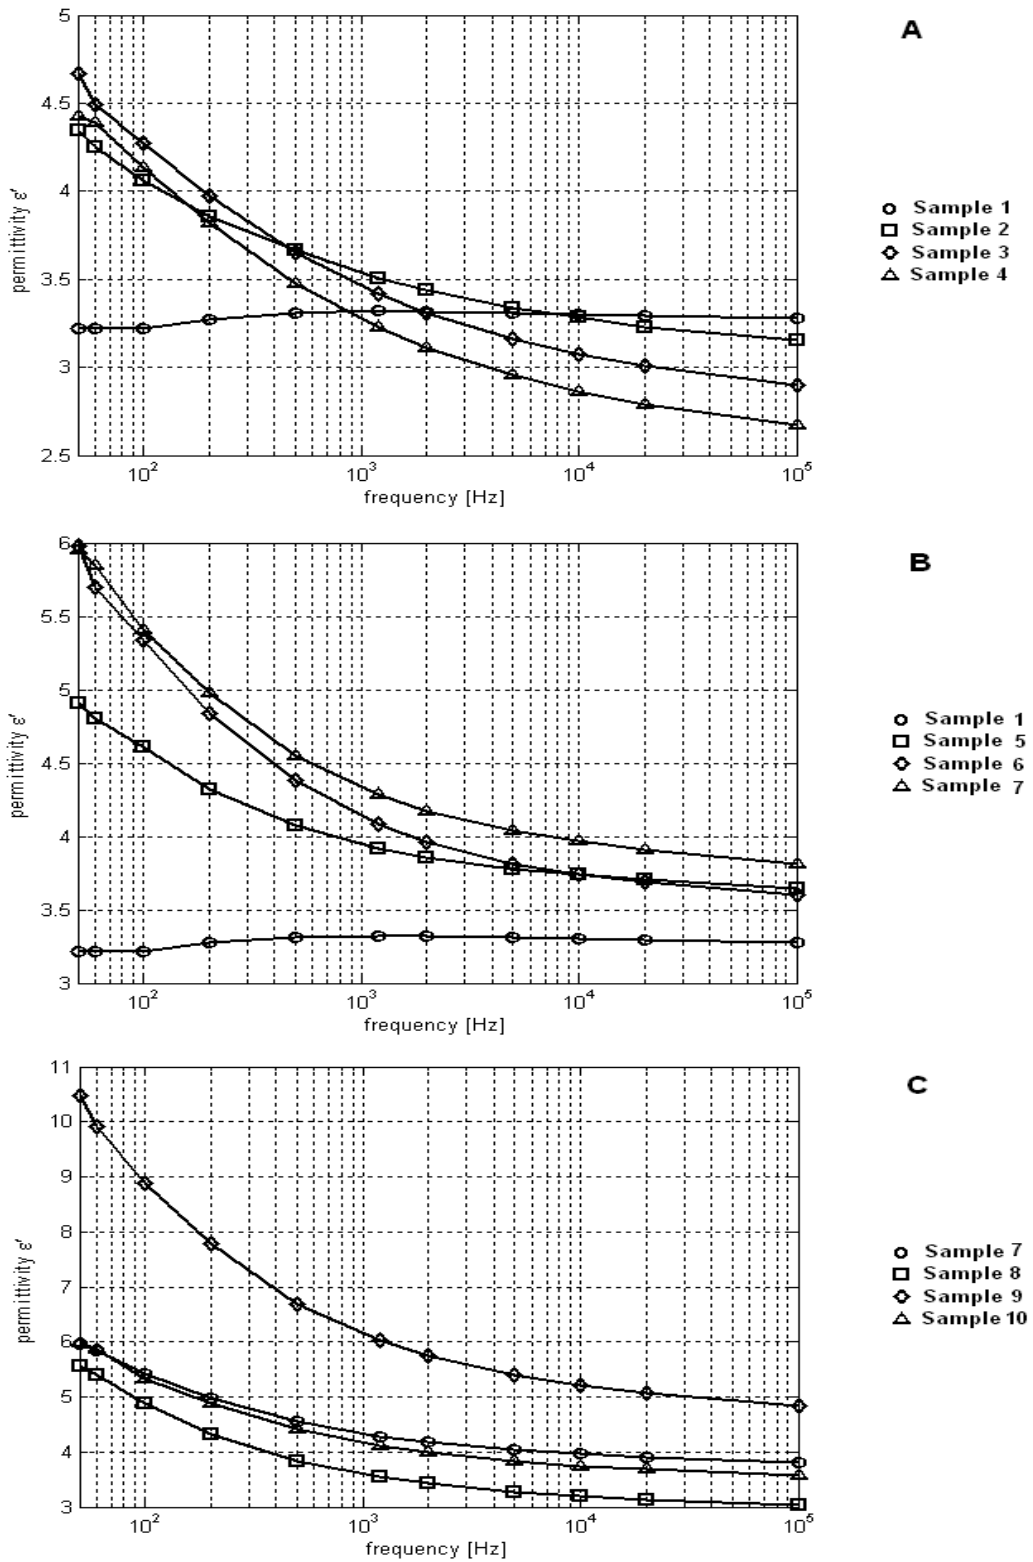 A
5
4.5
4
3.5
3
2.5
permittivity ε'
10² 10³ 10⁴ 10⁵
frequency [Hz]
Sample 1
Sample 2
Sample 3
Sample 4
B
6
5.5
5
4.5
4
3.5
3
permittivity ε'
10² 10³ 10⁴ 10⁵
frequency [Hz]
Sample 1
Sample 5
Sample 6
Sample 7
C
11
10
9
8
7
6
5
4
3
permittivity ε'
10² 10³ 10⁴ 10⁵
frequency [Hz]
Sample 7
Sample 8
Sample 9
Sample 10